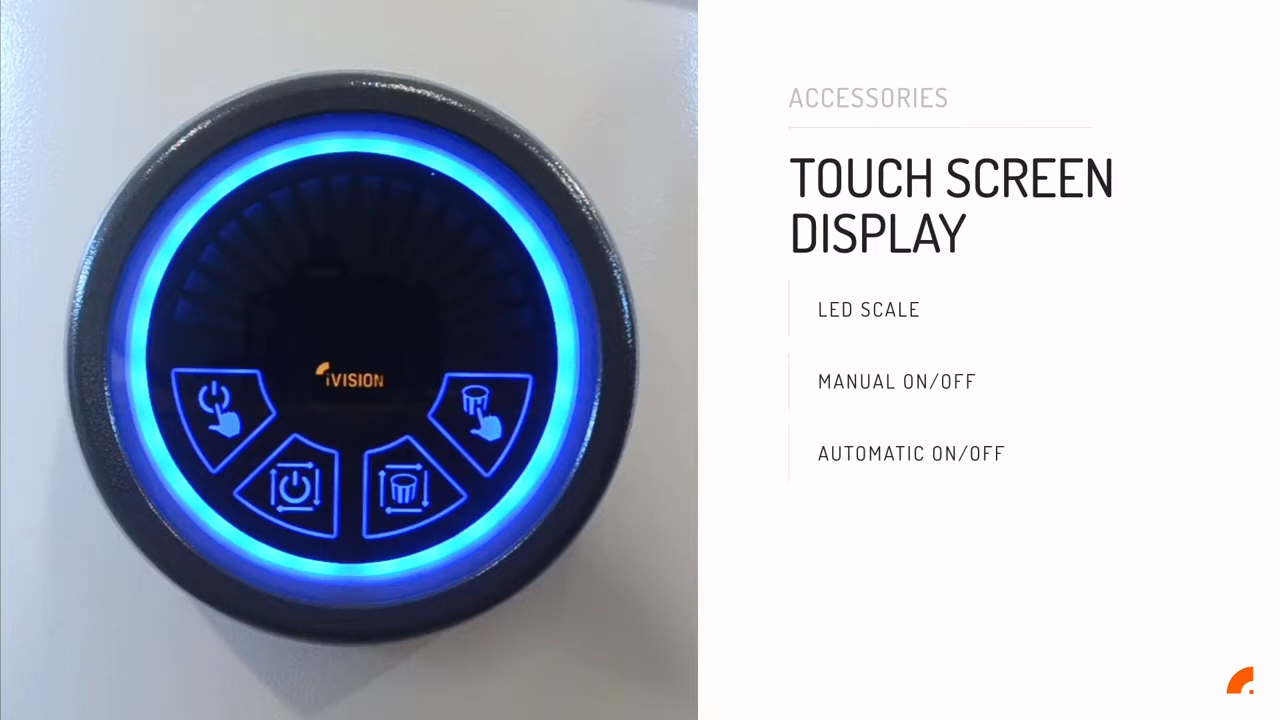 iVISION
ACCESSORIES
TOUCH SCREEN
DISPLAY
LED SCALE
MANUAL ON/OFF
AUTOMATIC ON/OFF